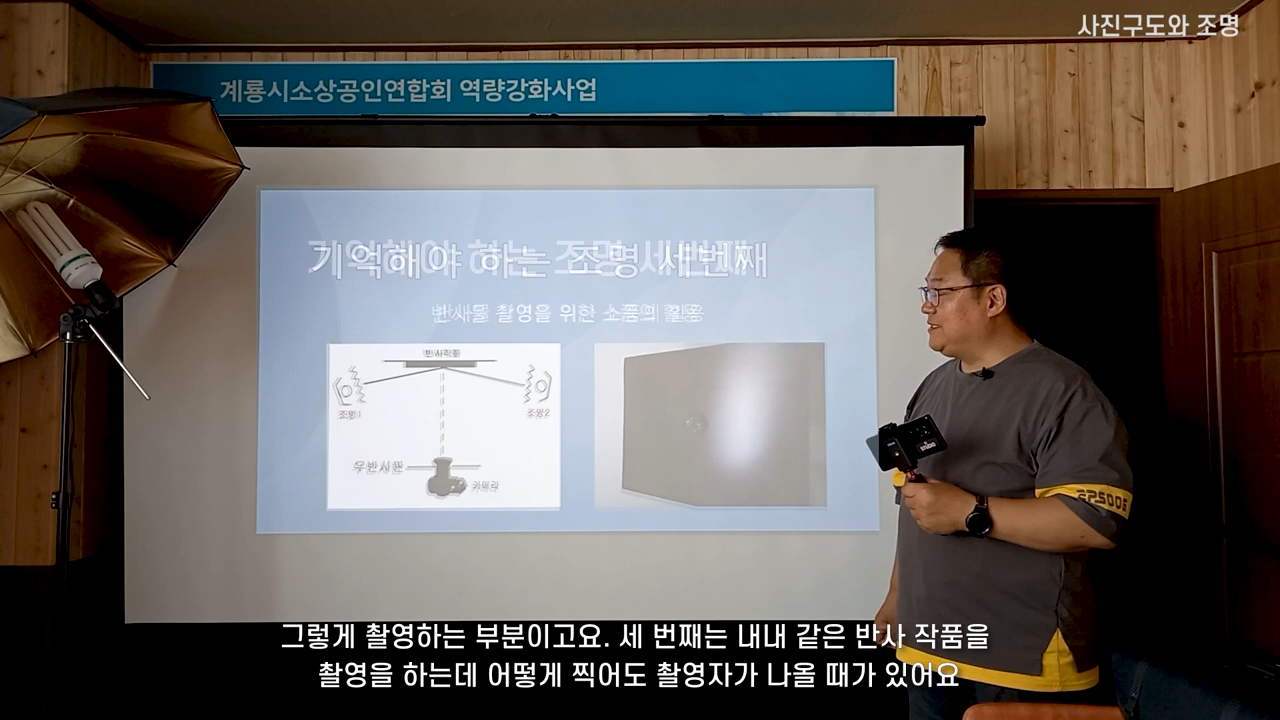 사진구도와 조명
계룡시소상공인연합회 역량강화사업
기억해야 하는 조명 세번째
반사물 촬영을 위한 소품의 활용
반사작품
조명1
조명2
무반사판
카메라
그렇게 촬영하는 부분이고요. 세 번째는 내내 같은 반사 작품을
촬영을 하는데 어떻게 찍어도 촬영자가 나올 때가 있어요